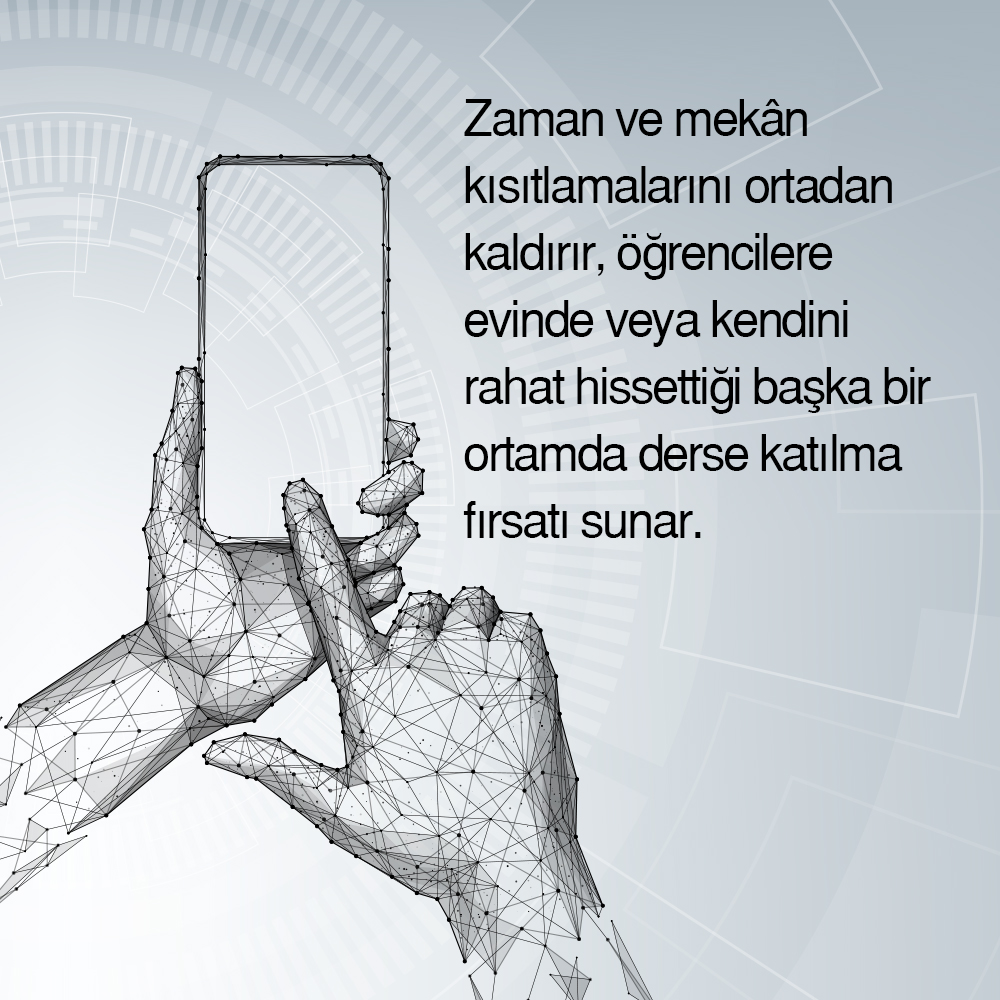 Zaman ve mekân
kısıtlamalarını ortadan
kaldırır, öğrencilere
evinde veya kendini
rahat hissettiği başka bir
ortamda derse katılma
fırsatı sunar.